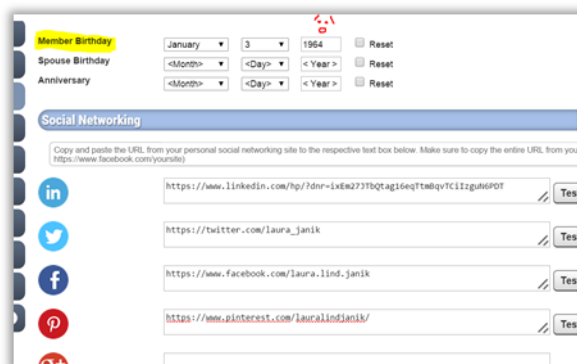 Member Birthday January 3 1964 Reset
Spouse Birthday <Month> <Day> < Year > Reset
Anniversary <Month> <Day> < Year > Reset
Social Networking
Copy and paste the URL from your personal social networking site to the respective text box below. Make sure to copy the entire URL from you
https://www.facebook.com/yoursite)
in https://www.linkedin.com/hp/?dnr=ixEm27JTbQtag16eqTtmBqvTCiIzguN6PDT Tes
https://twitter.com/laura_janik Tes
f https://www.facebook.com/laura.lind.janik Tes
https://www.pinterest.com/lauralindjanik/ Tes